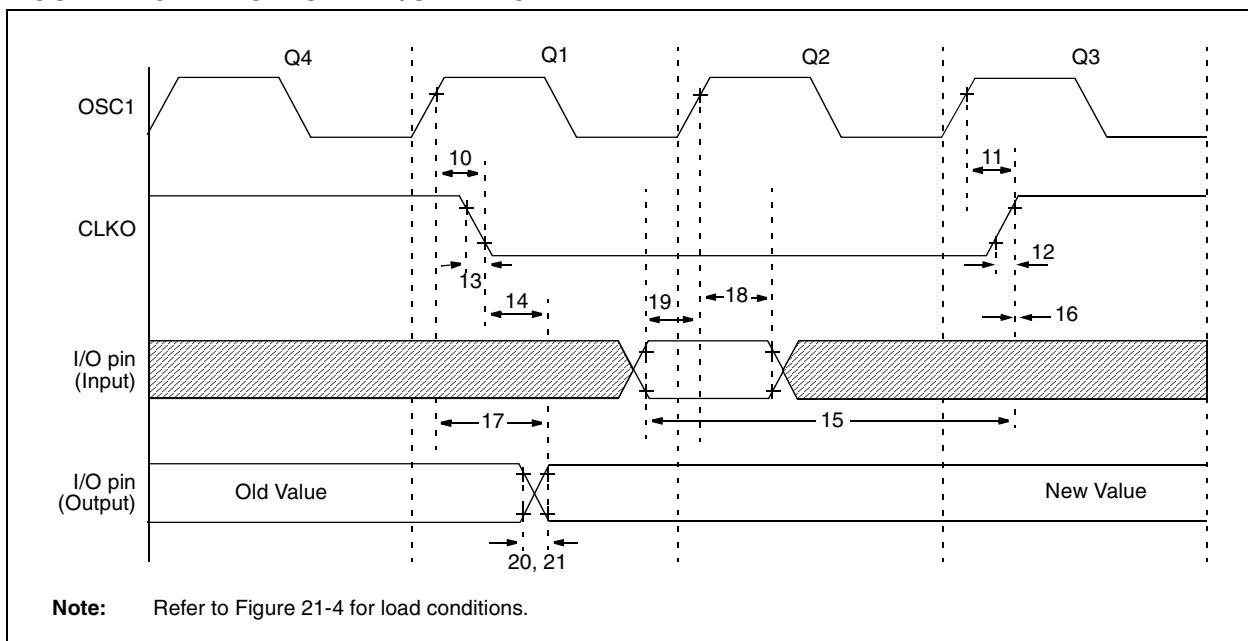 Q4
Q1
Q2
Q3
OSC1
10
11
CLKO
13
12
14
19
18
16
I/O pin
(Input)
17
15
I/O pin
(Output)
Old Value
New Value
20, 21
Note: Refer to Figure 21-4 for load conditions.